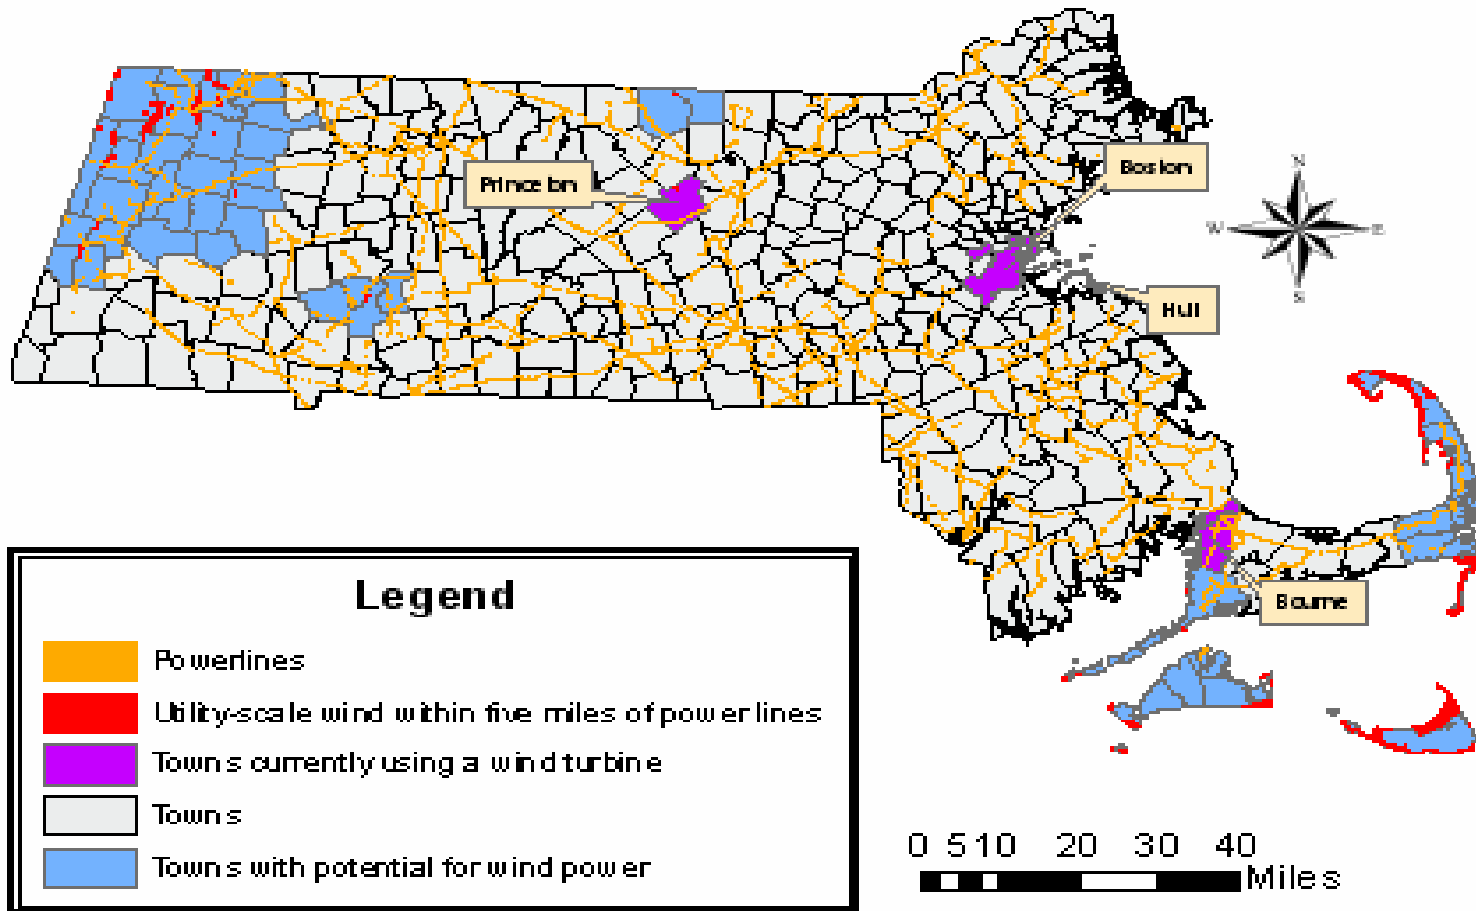 Boston
Princeton
N
W
E
S
Hull
Bourne
Legend
Powerlines
Utility-scale wind within five miles of power lines
Towns currently using a wind turbine
Towns
Towns with potential for wind power
0 5 10 20 30 40
Miles